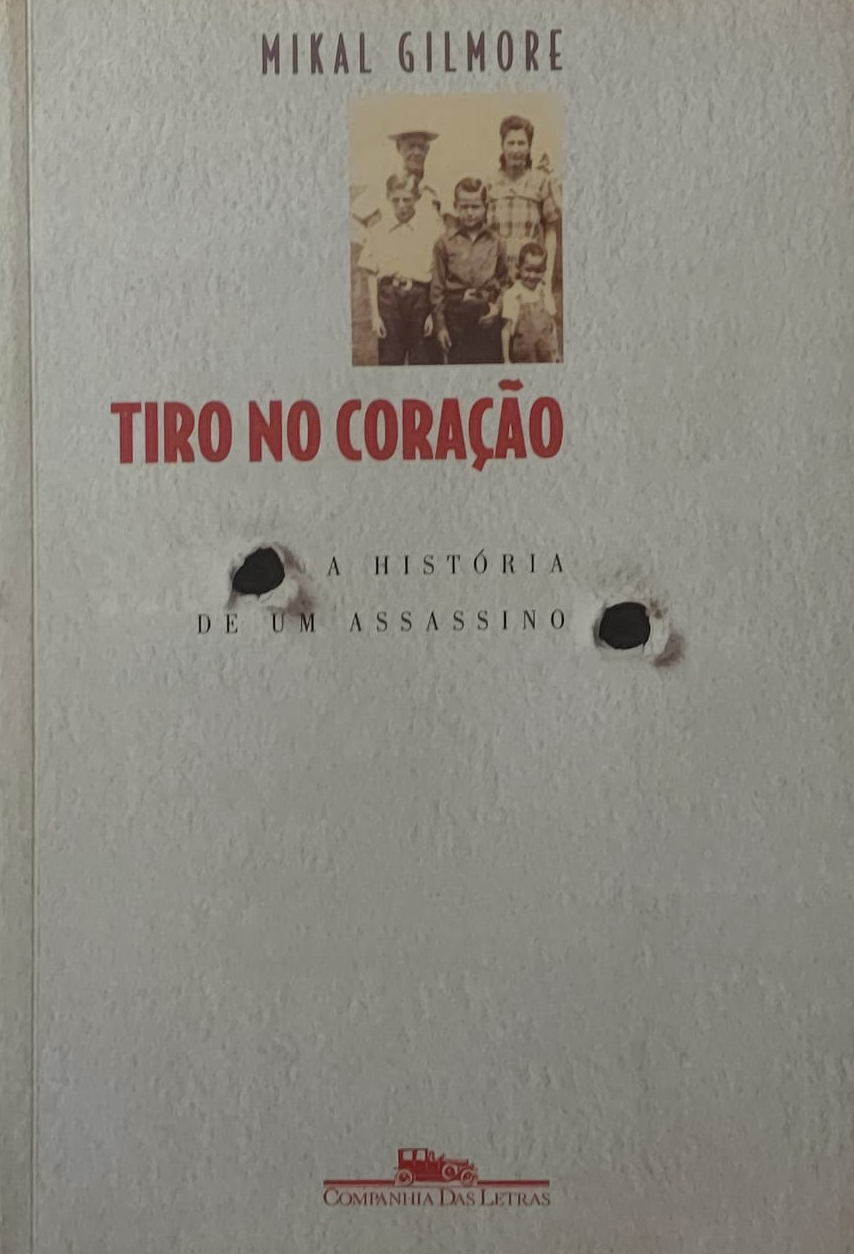 MIKAL GILMORE
TIRO NO CORAÇÃO
A HISTÓRIA
DE UM ASSASSINO
COMPANHIA DAS LETRAS